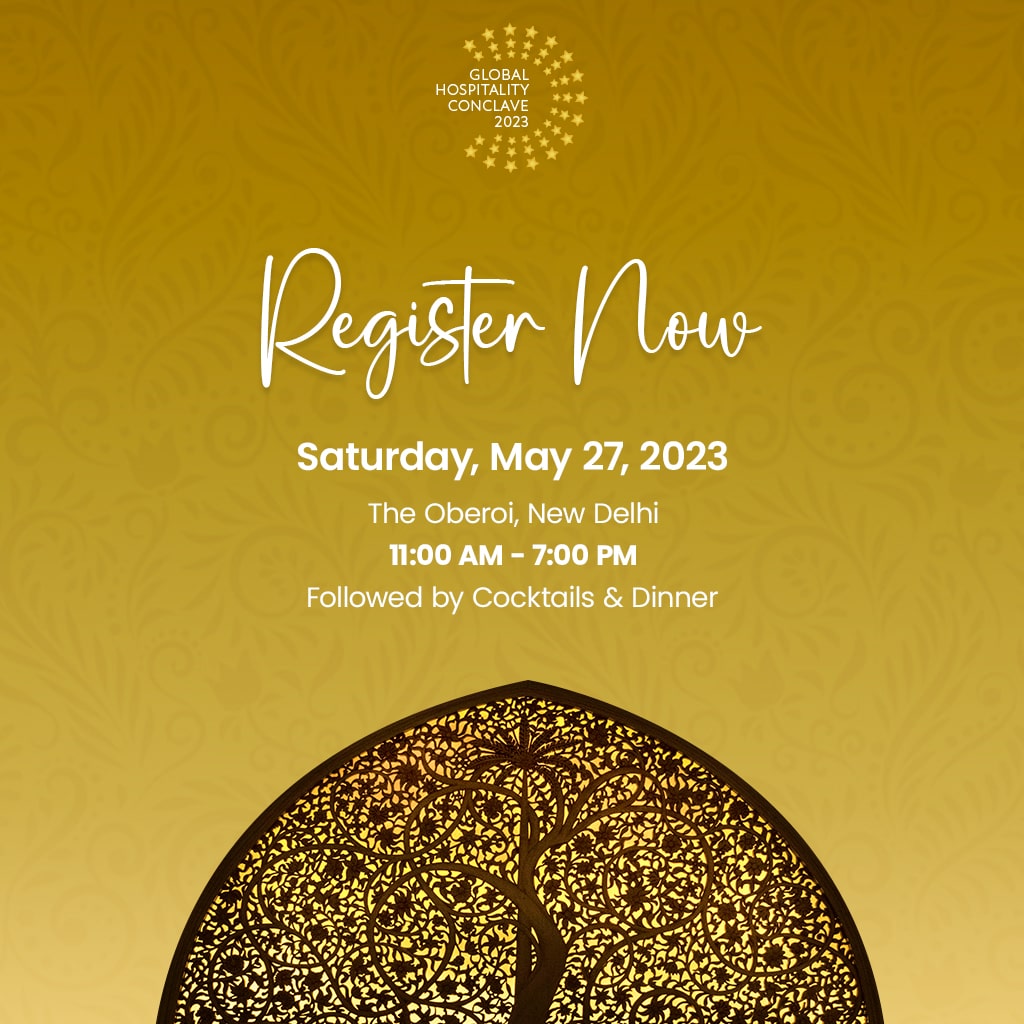 GLOBAL
HOSPITALITY
CONCLAVE
2023
Register Now
Saturday, May 27, 2023
The Oberoi, New Delhi
11:00 AM - 7:00 PM
Followed by Cocktails & Dinner